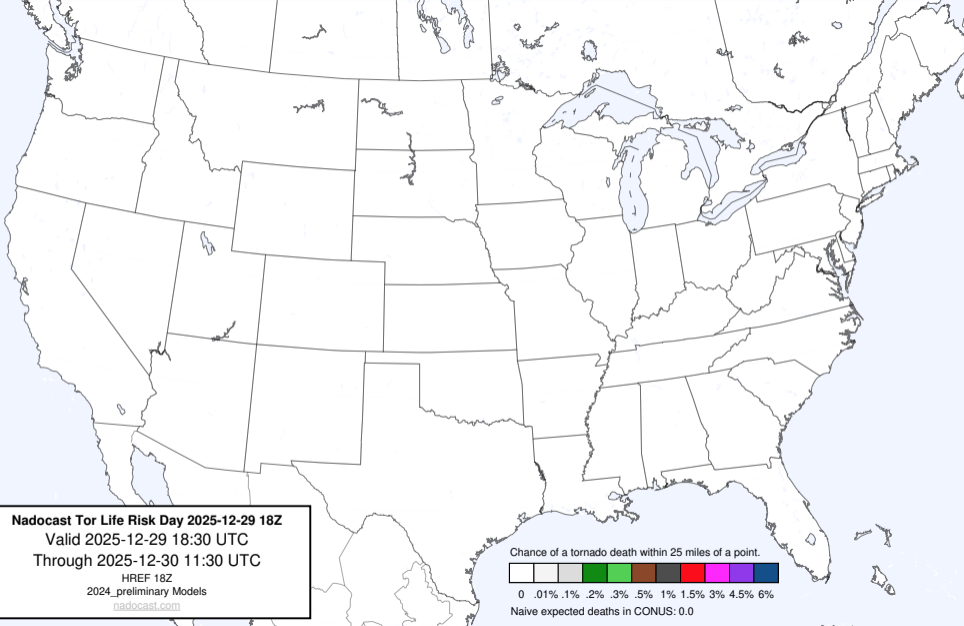 Nadocast Tor Life Risk Day 2025-12-29 18Z
Valid 2025-12-29 18:30 UTC
Through 2025-12-30 11:30 UTC
HREF 18Z
2024_preliminary Models
nadocast.com
Chance of a tornado death within 25 miles of a point.
0 .01% .1% .2% .3% .5% 1% 1.5% 3% 4.5% 6%
Naive expected deaths in CONUS: 0.0